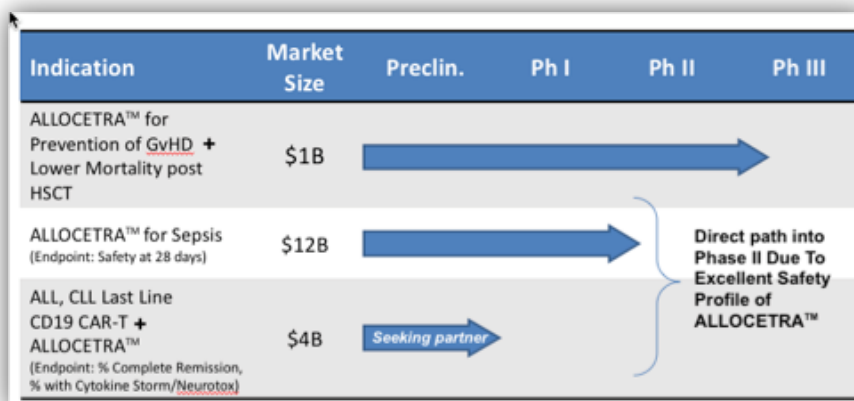 Indication
Market
Size
Preclin.
Ph I
Ph II
Ph III
ALLOCETRA™ for
Prevention of GvHD +
Lower Mortality post
HSCT
$1B
ALLOCETRA™ for Sepsis
(Endpoint: Safety at 28 days)
$12B
Direct path into
Phase II Due To
Excellent Safety
Profile of
ALLOCETRA™
ALL, CLL Last Line
CD19 CAR-T +
ALLOCETRA™
(Endpoint: % Complete Remission,
% with Cytokine Storm/Neurotox)
$4B
Seeking partner